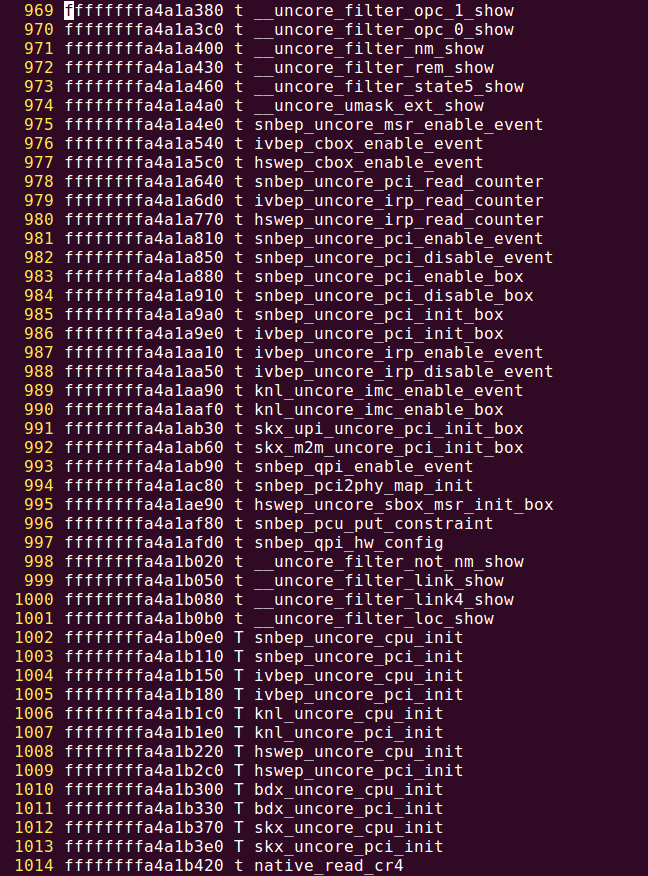 969 ffffffffa4a1a380 t __uncore_filter_opc_1_show
970 ffffffffa4a1a3c0 t __uncore_filter_opc_0_show
971 ffffffffa4a1a400 t __uncore_filter_nm_show
972 ffffffffa4a1a430 t __uncore_filter_rem_show
973 ffffffffa4a1a460 t __uncore_filter_state5_show
974 ffffffffa4a1a4a0 t __uncore_umask_ext_show
975 ffffffffa4a1a4e0 t snbep_uncore_msr_enable_event
976 ffffffffa4a1a540 t ivbep_cbox_enable_event
977 ffffffffa4a1a5c0 t hswep_cbox_enable_event
978 ffffffffa4a1a640 t snbep_uncore_pci_read_counter
979 ffffffffa4a1a6d0 t ivbep_uncore_irp_read_counter
980 ffffffffa4a1a770 t hswep_uncore_irp_read_counter
981 ffffffffa4a1a810 t snbep_uncore_pci_enable_event
982 ffffffffa4a1a850 t snbep_uncore_pci_disable_event
983 ffffffffa4a1a880 t snbep_uncore_pci_enable_box
984 ffffffffa4a1a910 t snbep_uncore_pci_disable_box
985 ffffffffa4a1a9a0 t snbep_uncore_pci_init_box
986 ffffffffa4a1a9e0 t ivbep_uncore_pci_init_box
987 ffffffffa4a1aa10 t ivbep_uncore_irp_enable_event
988 ffffffffa4a1aa50 t ivbep_uncore_irp_disable_event
989 ffffffffa4a1aa90 t knl_uncore_imc_enable_event
990 ffffffffa4a1aaf0 t knl_uncore_imc_enable_box
991 ffffffffa4a1ab30 t skx_upi_uncore_pci_init_box
992 ffffffffa4a1ab60 t skx_m2m_uncore_pci_init_box
993 ffffffffa4a1ab90 t snbep_qpi_enable_event
994 ffffffffa4a1ac80 t snbep_pci2phy_map_init
995 ffffffffa4a1ae90 t hswep_uncore_sbox_msr_init_box
996 ffffffffa4a1af80 t snbep_pcu_put_constraint
997 ffffffffa4a1afd0 t snbep_qpi_hw_config
998 ffffffffa4a1b020 t __uncore_filter_not_nm_show
999 ffffffffa4a1b050 t __uncore_filter_link_show
1000 ffffffffa4a1b080 t __uncore_filter_link4_show
1001 ffffffffa4a1b0b0 t __uncore_filter_loc_show
1002 ffffffffa4a1b0e0 T snbep_uncore_cpu_init
1003 ffffffffa4a1b110 T snbep_uncore_pci_init
1004 ffffffffa4a1b150 T ivbep_uncore_cpu_init
1005 ffffffffa4a1b180 T ivbep_uncore_pci_init
1006 ffffffffa4a1b1c0 T knl_uncore_cpu_init
1007 ffffffffa4a1b1e0 T knl_uncore_pci_init
1008 ffffffffa4a1b220 T hswep_uncore_cpu_init
1009 ffffffffa4a1b2c0 T hswep_uncore_pci_init
1010 ffffffffa4a1b300 T bdx_uncore_cpu_init
1011 ffffffffa4a1b330 T bdx_uncore_pci_init
1012 ffffffffa4a1b370 T skx_uncore_cpu_init
1013 ffffffffa4a1b3e0 T skx_uncore_pci_init
1014 ffffffffa4a1b420 t native_read_cr4